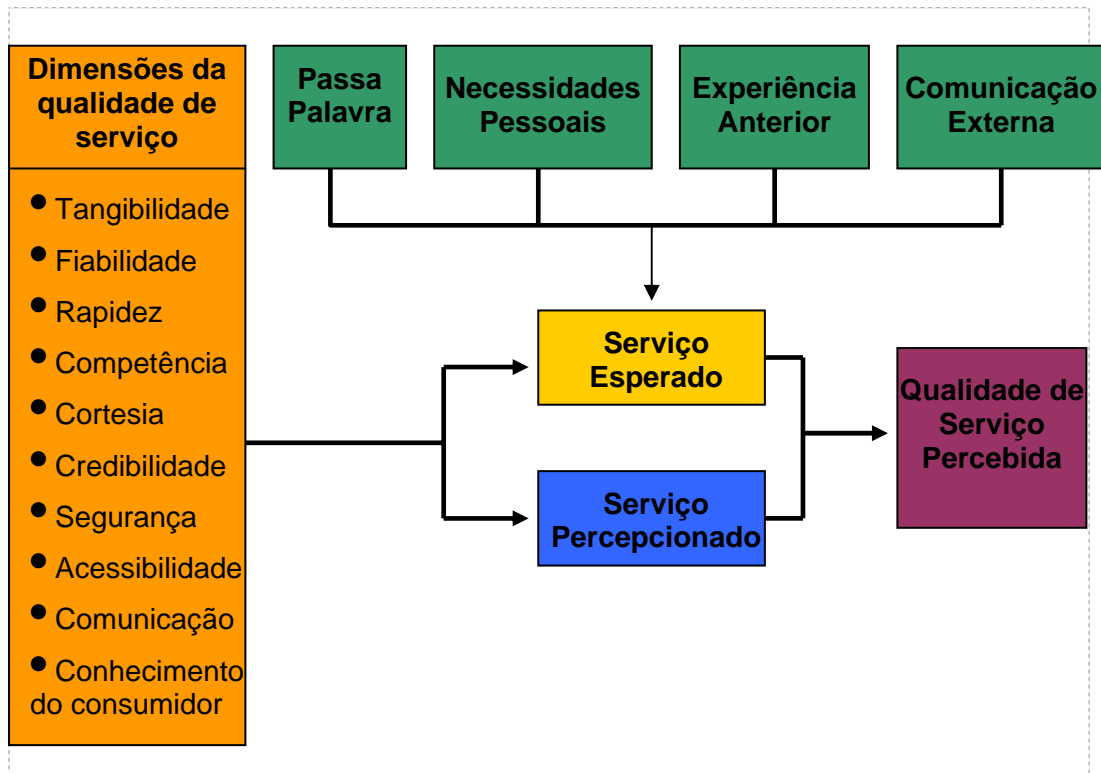 Dimensões da
qualidade de
serviço
• Tangibilidade
• Fiabilidade
• Rapidez
• Competência
• Cortesia
• Credibilidade
• Segurança
• Acessibilidade
• Comunicação
• Conhecimento
do consumidor
Passa
Palavra
Necessidades
Pessoais
Experiência
Anterior
Comunicação
Externa
Serviço
Esperado
Serviço
Percepcionado
Qualidade de
Serviço
Percebida